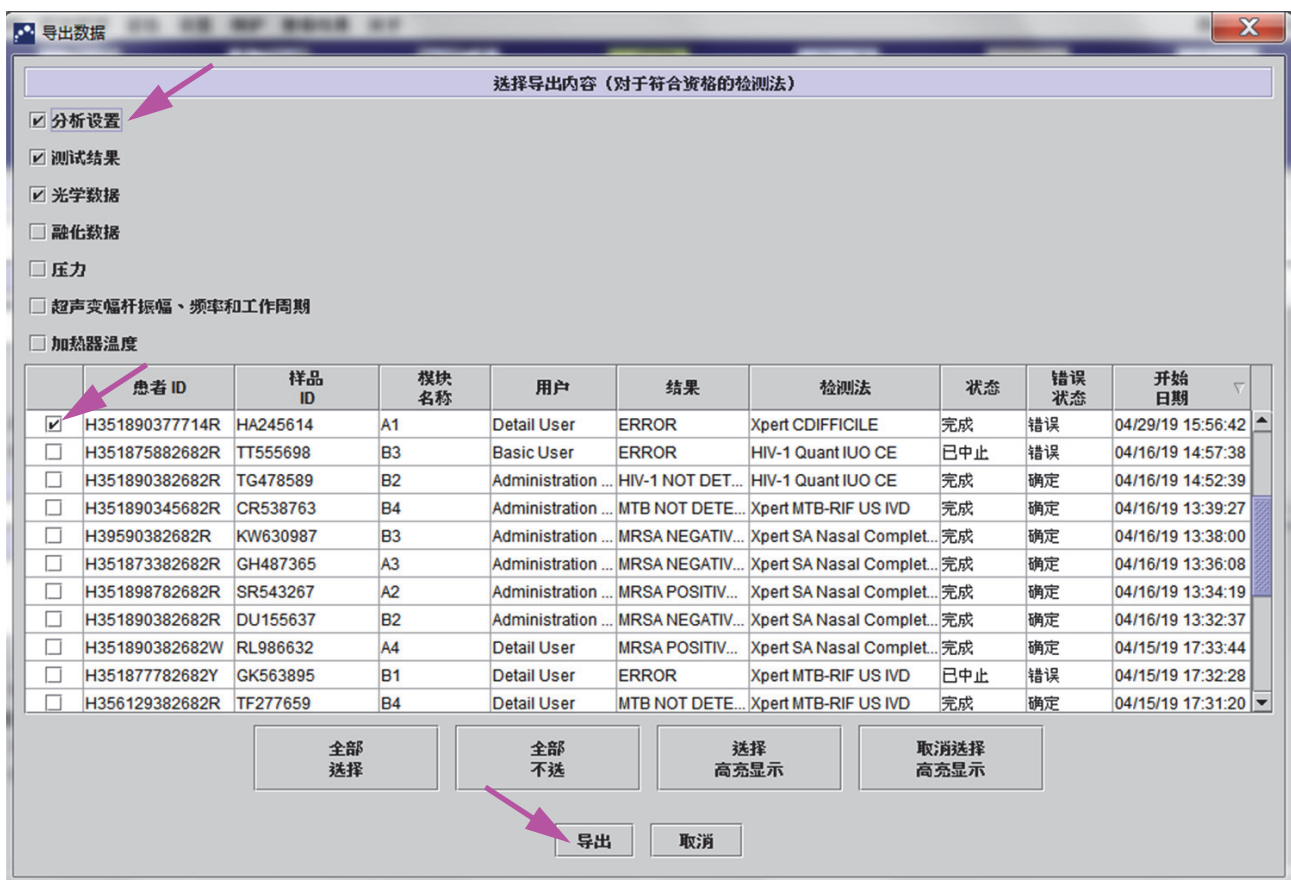 导出数据
选择导出内容（对于符合资格的检测法）
分析设置
测试结果
光学数据
融化数据
压力
超声变幅杆振幅、频率和工作周期
加热器温度
患者 ID 样品 ID 模块名称 用户 结果 检测法 状态 错误状态 开始日期
H351890377714R HA245614 A1 Detail User ERROR Xpert CDIFFICILE 完成 错误 04/29/19 15:56:42
H351875882682R TT555698 B3 Basic User ERROR HIV-1 Quant IUO CE 已中止 错误 04/16/19 14:57:38
H351890382682R TG478589 B2 Administration ... HIV-1 NOT DET... HIV-1 Quant IUO CE 完成 确定 04/16/19 14:52:39
H351890345682R CR538763 B4 Administration ... MTB NOT DETE... Xpert MTB-RIF US IVD 完成 确定 04/16/19 13:39:27
H39590382682R KW630987 B3 Administration ... MRSA NEGATIV... Xpert SA Nasal Complet... 完成 确定 04/16/19 13:38:00
H351873382682R GH487365 A3 Administration ... MRSA NEGATIV... Xpert SA Nasal Complet... 完成 确定 04/16/19 13:36:08
H351898782682R SR543267 A2 Administration ... MRSA POSITIV... Xpert SA Nasal Complet... 完成 确定 04/16/19 13:34:19
H351890382682R DU155637 B2 Administration ... MRSA NEGATIV... Xpert SA Nasal Complet... 完成 确定 04/16/19 13:32:37
H351890382682W RL986632 A4 Detail User MRSA POSITIV... Xpert SA Nasal Complet... 完成 确定 04/15/19 17:33:44
H351877782682Y GK563895 B1 Detail User ERROR Xpert MTB-RIF US IVD 已中止 错误 04/15/19 17:32:28
H356129382682R TF277659 B4 Detail User MTB NOT DETE... Xpert MTB-RIF US IVD 完成 确定 04/15/19 17:31:20
全部 全部 选择 取消选择
选择 不选 高亮显示 高亮显示
导出 取消